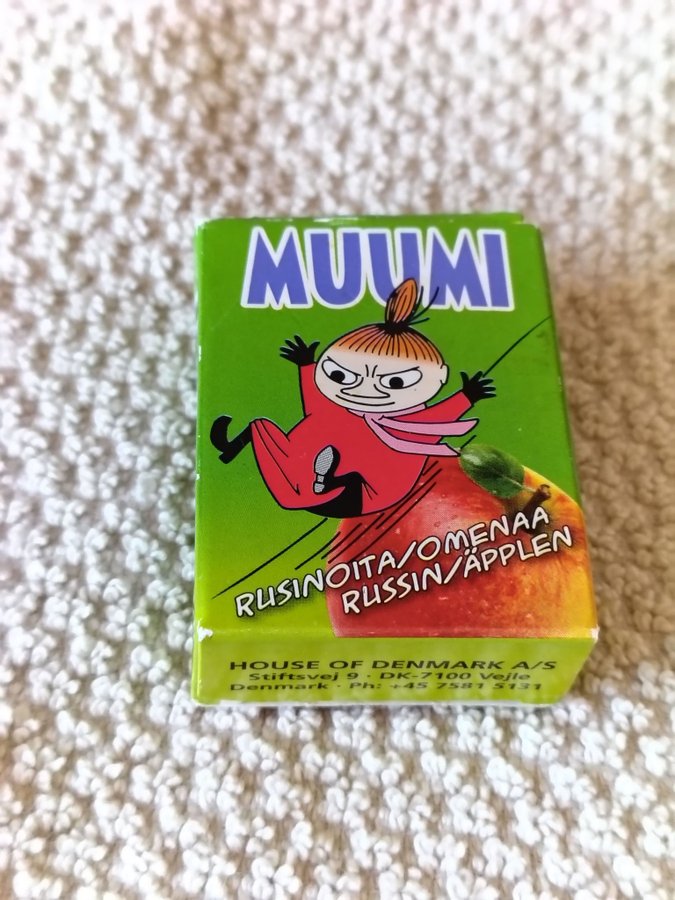 MUUMI
RUSINOITA/OMENAA
RUSSIN/ÄPPLEN
HOUSE OF DENMARK A/S
Stiftsvej 9 · DK-7100 Vejle
Denmark · Ph: +45 7581 5131